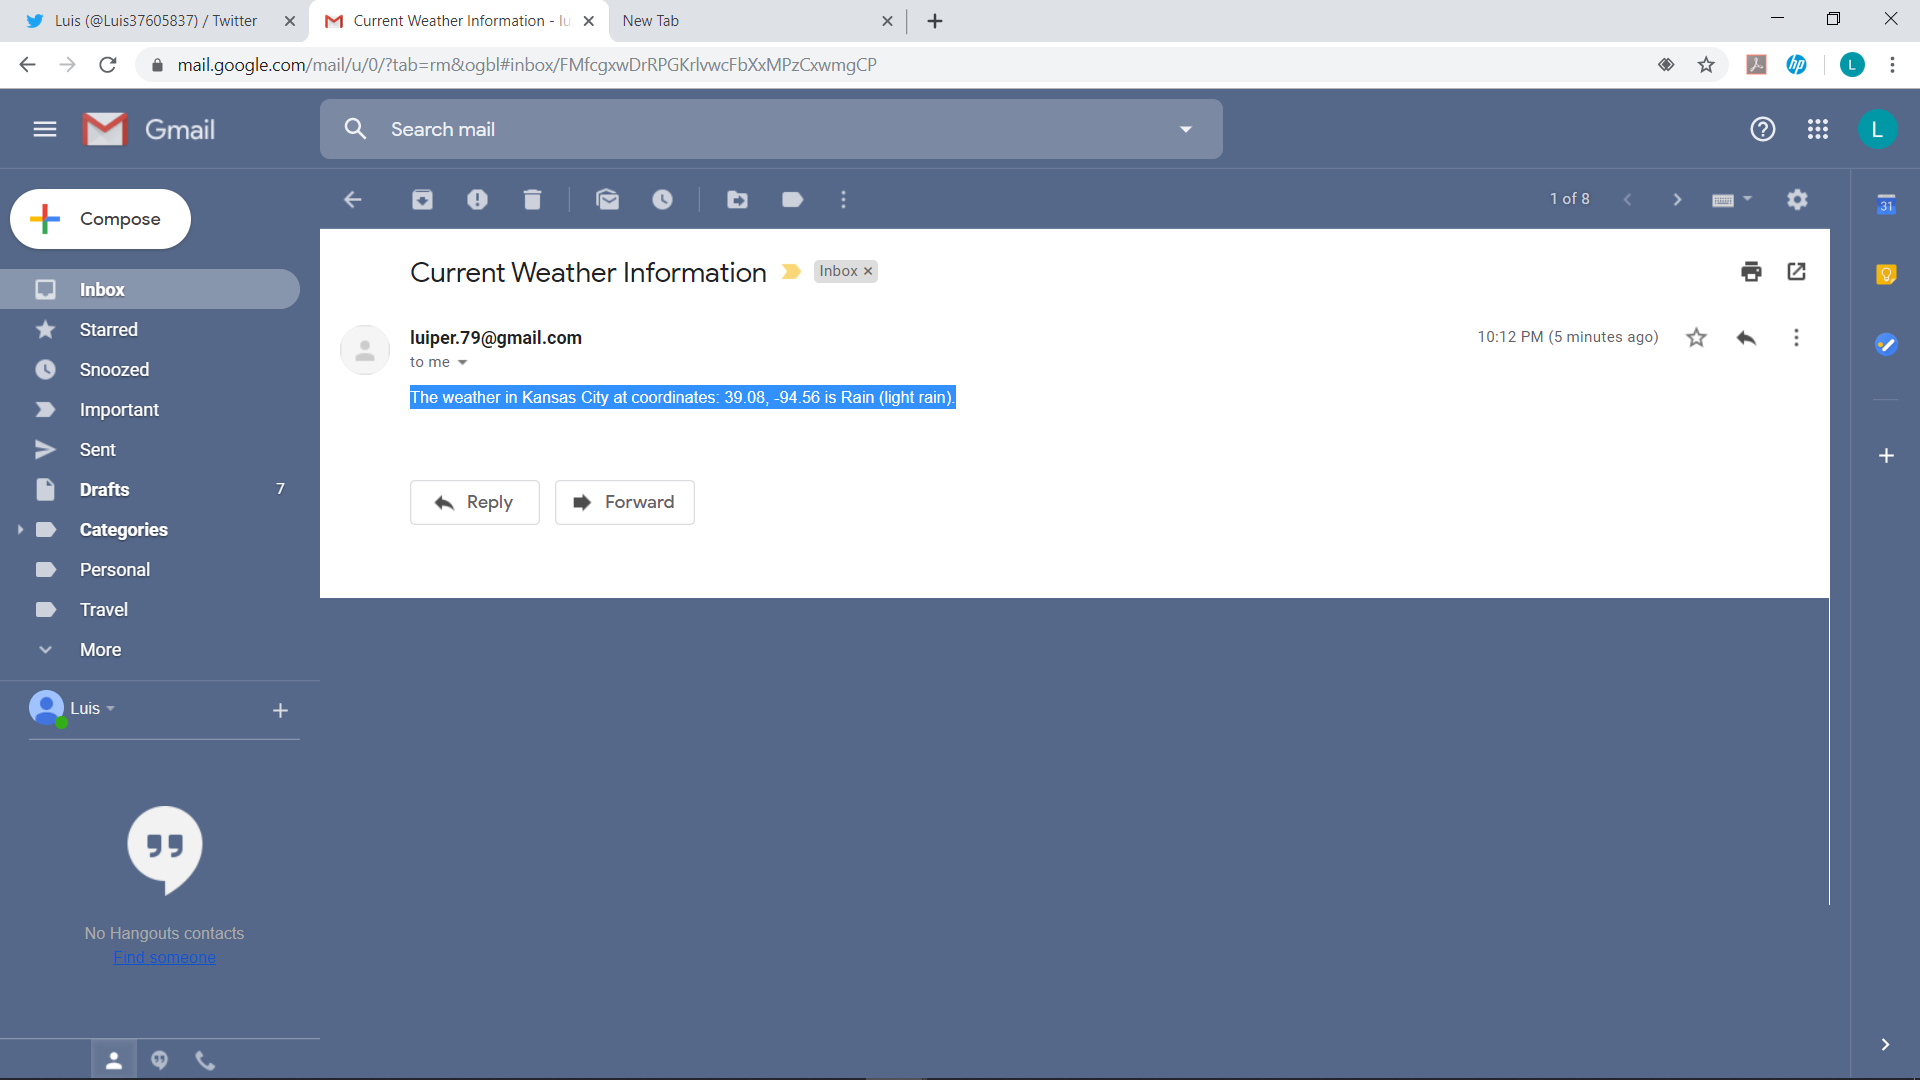 Luis (@Luis37605837) / Twitter
Current Weather Information - lu
New Tab
mail.google.com/mail/u/0/?tab=rm&ogbl#inbox/FMfcgxwDrRPGKrlvwcFbXxMPzCxwmgCP
hp
L
Gmail
Search mail
L
Compose
1 of 8
31
Current Weather Information
Inbox ×
Inbox
Starred
Snoozed
Important
Sent
Drafts 7
Categories
Personal
Travel
More
luiper.79@gmail.com
10:12 PM (5 minutes ago)
to me
The weather in Kansas City at coordinates: 39.08, -94.56 is Rain (light rain).
Reply
Forward
Luis
No Hangouts contacts
Find someone